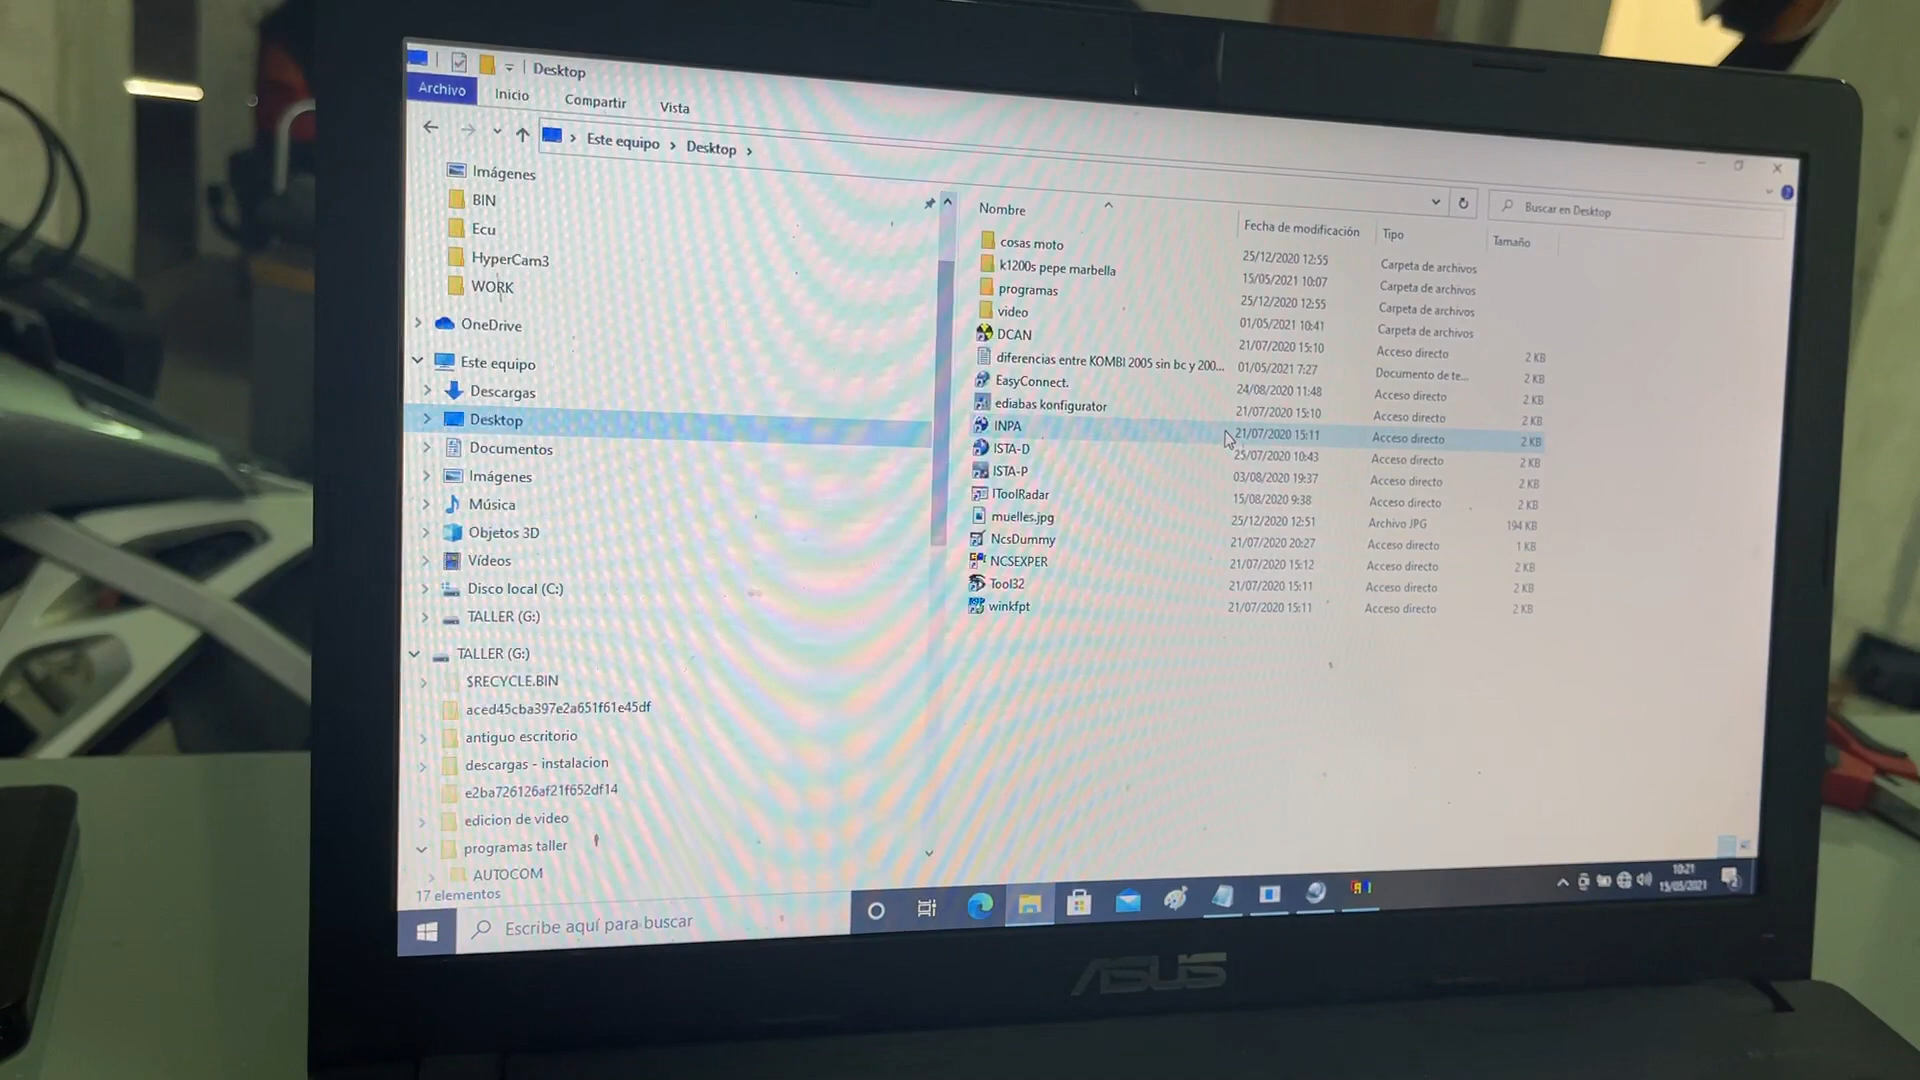 Desktop
Archivo Inicio Compartir Vista
Este equipo Desktop
Buscar en Desktop
Imágenes
BIN
Ecu
HyperCam3
WORK
OneDrive
Este equipo
Descargas
Desktop
Documentos
Imágenes
Música
Objetos 3D
Vídeos
Disco local (C:)
TALLER (G:)
TALLER (G:)
$RECYCLE.BIN
aced45cba397e2a651f61e45df
antiguo escritorio
descargas - instalacion
e2ba726126af21f652df14
edicion de video
programas taller
AUTOCOM
17 elementos
Nombre Fecha de modificación Tipo Tamaño
cosas moto 25/12/2020 12:55 Carpeta de archivos
k1200s pepe marbella 15/05/2021 10:07 Carpeta de archivos
programas 25/12/2020 12:55 Carpeta de archivos
video 01/05/2021 10:41 Carpeta de archivos
DCAN 21/07/2020 15:10 Acceso directo 2 KB
diferencias entre KOMBI 2005 sin bc y 200... 01/05/2021 7:27 Documento de te... 2 KB
EasyConnect. 24/08/2020 11:48 Acceso directo 2 KB
ediabas konfigurator 21/07/2020 15:10 Acceso directo 2 KB
INPA 21/07/2020 15:11 Acceso directo 2 KB
ISTA-D 25/07/2020 10:43 Acceso directo 2 KB
ISTA-P 03/08/2020 19:37 Acceso directo 2 KB
IToolRadar 15/08/2020 9:38 Acceso directo 2 KB
muelles.jpg 25/12/2020 12:51 Archivo JPG 194 KB
NcsDummy 21/07/2020 20:27 Acceso directo 1 KB
NCSEXPER 21/07/2020 15:12 Acceso directo 2 KB
Tool32 21/07/2020 15:11 Acceso directo 2 KB
winkfpt 21/07/2020 15:11 Acceso directo 2 KB
Escribe aquí para buscar
10:21
15/05/2021
ASUS